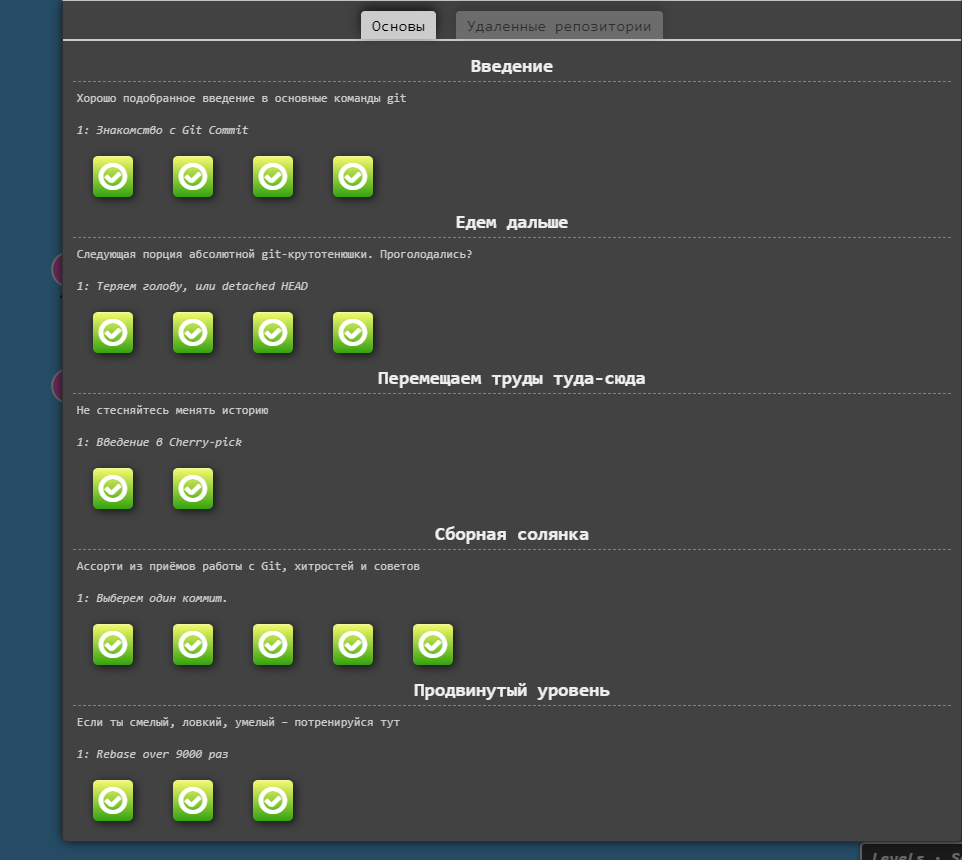 Основы
Удаленные репозитории
Введение
Хорошо подобранное введение в основные команды git
1: Знакомство с Git Commit
Едем дальше
Следующая порция абсолютной git-крутотенюшки. Проголодались?
1: Теряем голову, или detached HEAD
Перемещаем труды туда-сюда
Не стесняйтесь менять историю
1: Введение в Cherry-pick
Сборная солянка
Ассорти из приёмов работы с Git, хитростей и советов
1: Выберем один коммит.
Продвинутый уровень
Если ты смелый, ловкий, умелый — потренируйся тут
1: Rebase over 9000 раз
Levels · S